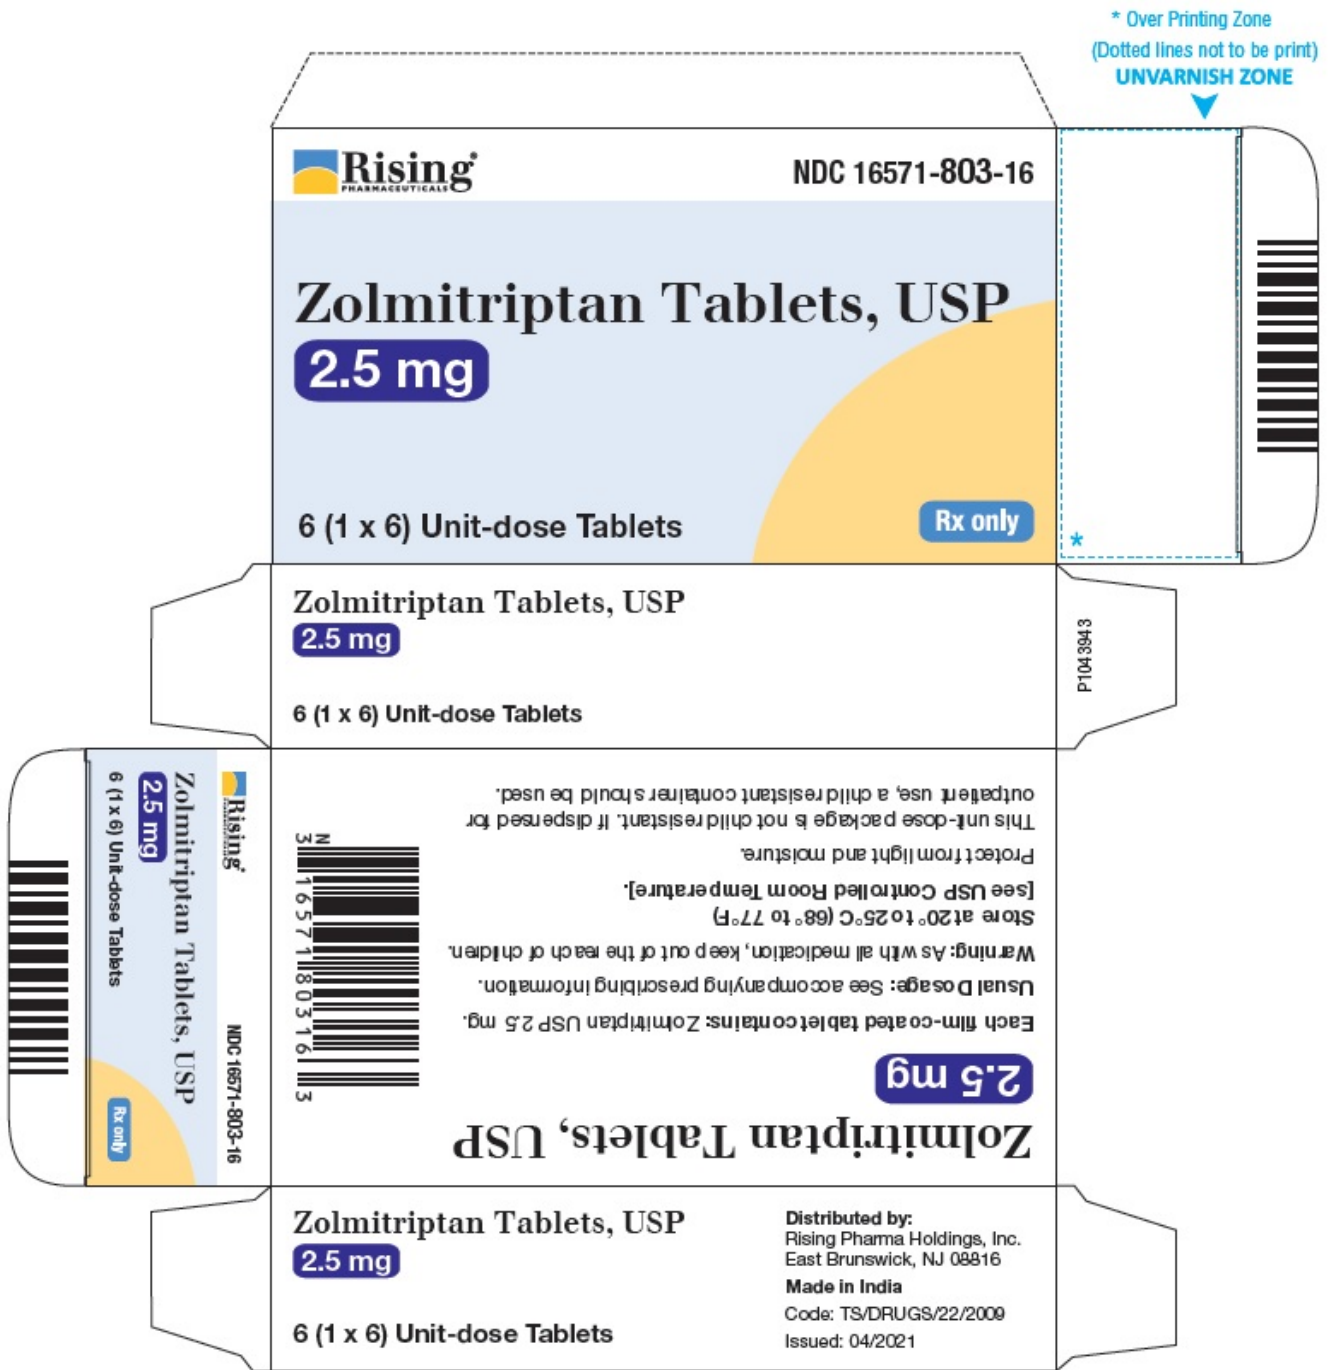 * Over Printing Zone
(Dotted lines not to be print)
UNVARNISH ZONE
Rising®
PHARMACEUTICALS
NDC 16571-803-16
Zolmitriptan Tablets, USP
2.5 mg
6 (1 x 6) Unit-dose Tablets
Rx only
*
Zolmitriptan Tablets, USP
2.5 mg
6 (1 x 6) Unit-dose Tablets
P1043943
Rising®
PHARMACEUTICALS
NDC 16571-803-16
Zolmitriptan Tablets, USP
2.5 mg
6 (1 x 6) Unit-dose Tablets
Rx only
Zolmitriptan Tablets, USP
2.5 mg
Each film-coated tablet contains: Zolmitriptan USP 2.5 mg.
Usual Dosage: See accompanying prescribing information.
Warning: As with all medication, keep out of the reach of children.
Store at 20° to 25°C (68° to 77°F)
[see USP Controlled Room Temperature].
Protect from light and moisture.
This unit-dose package is not child resistant. If dispensed for
outpatient use, a child resistant container should be used.
N
3 16571 80316 3
Zolmitriptan Tablets, USP
2.5 mg
6 (1 x 6) Unit-dose Tablets
Distributed by:
Rising Pharma Holdings, Inc.
East Brunswick, NJ 08816
Made in India
Code: TS/DRUGS/22/2009
Issued: 04/2021